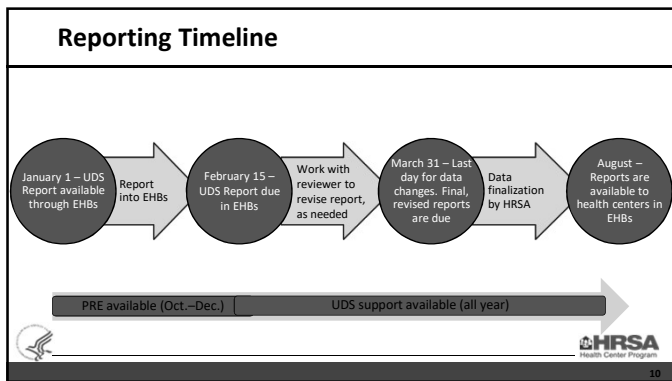 Reporting Timeline
January 1 – UDS
Report available
through EHBs
Report
into EHBs
February 15 –
UDS Report due
in EHBs
Work with
reviewer to
revise report,
as needed
March 31 – Last
day for data
changes. Final,
revised reports
are due
Data
finalization
by HRSA
August –
Reports are
available to
health centers in
EHBs
PRE available (Oct.–Dec.)
UDS support available (all year)
HRSA
Health Center Program
10